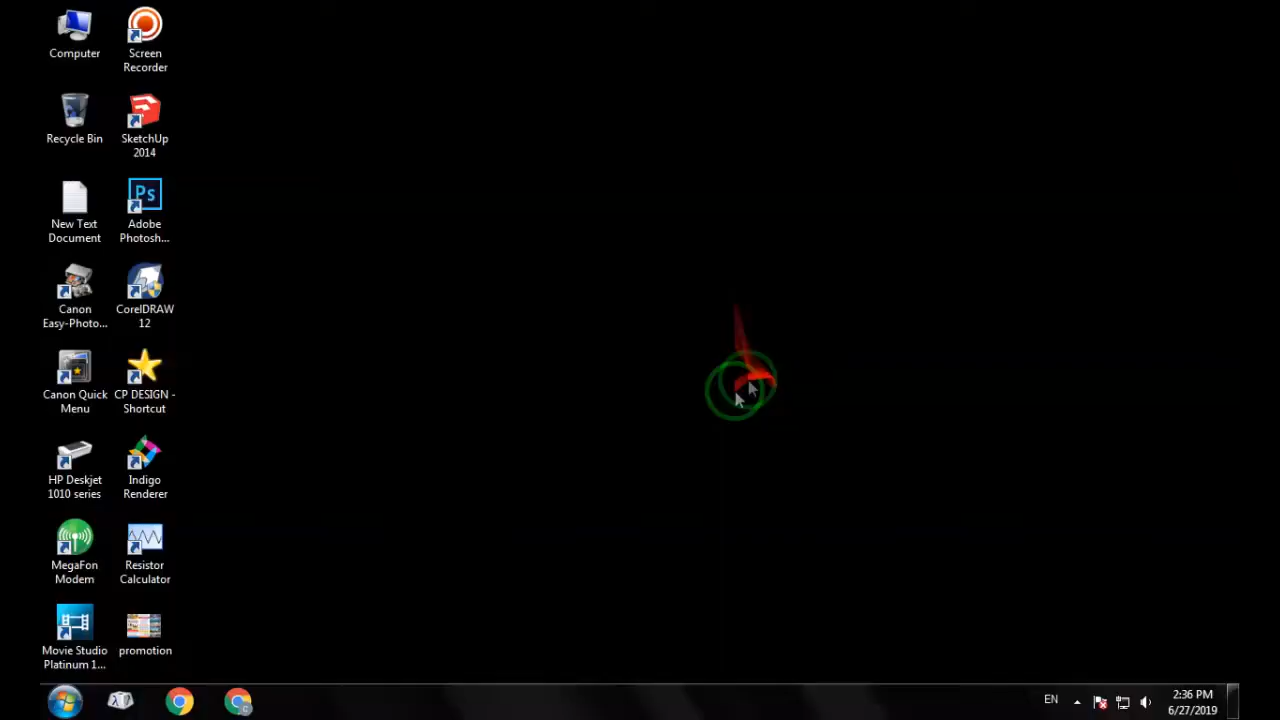 Computer
Screen
Recorder
Recycle Bin
SketchUp
2014
New Text
Document
Ps
Adobe
Photosh...
Canon
Easy-Photo...
CorelDRAW
12
Canon Quick
Menu
CP DESIGN -
Shortcut
HP Deskjet
1010 series
Indigo
Renderer
MegaFon
Modem
Resistor
Calculator
Movie Studio
Platinum 1...
promotion
EN
2:36 PM
6/27/2019